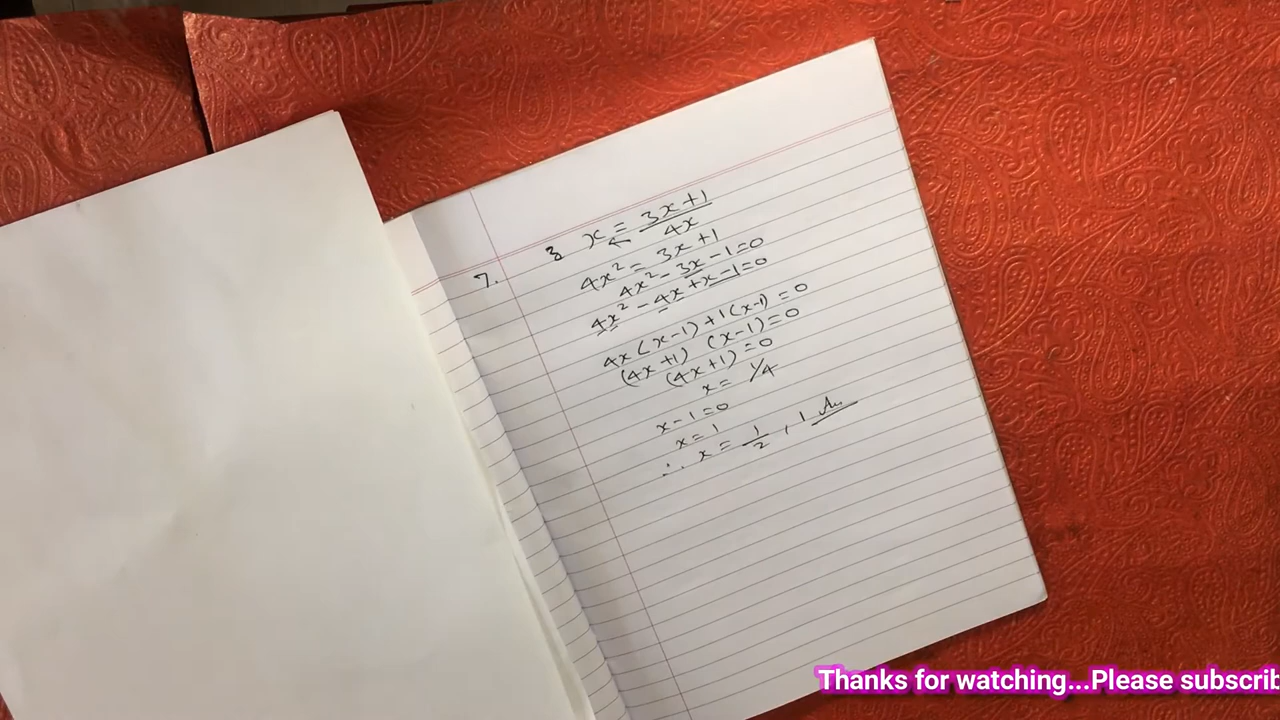 7. 3 x = 3x+1/4x
4x² = 3x+1
4x² - 3x - 1 = 0
4x² - 4x + x - 1 = 0
4x(x-1) + 1(x-1) = 0
(4x+1) (x-1) = 0
(4x+1) = 0
x = 1/4
x - 1 = 0
x = 1
∴ x = 1/2, 1 Ans
Thanks for watching...Please subscrib